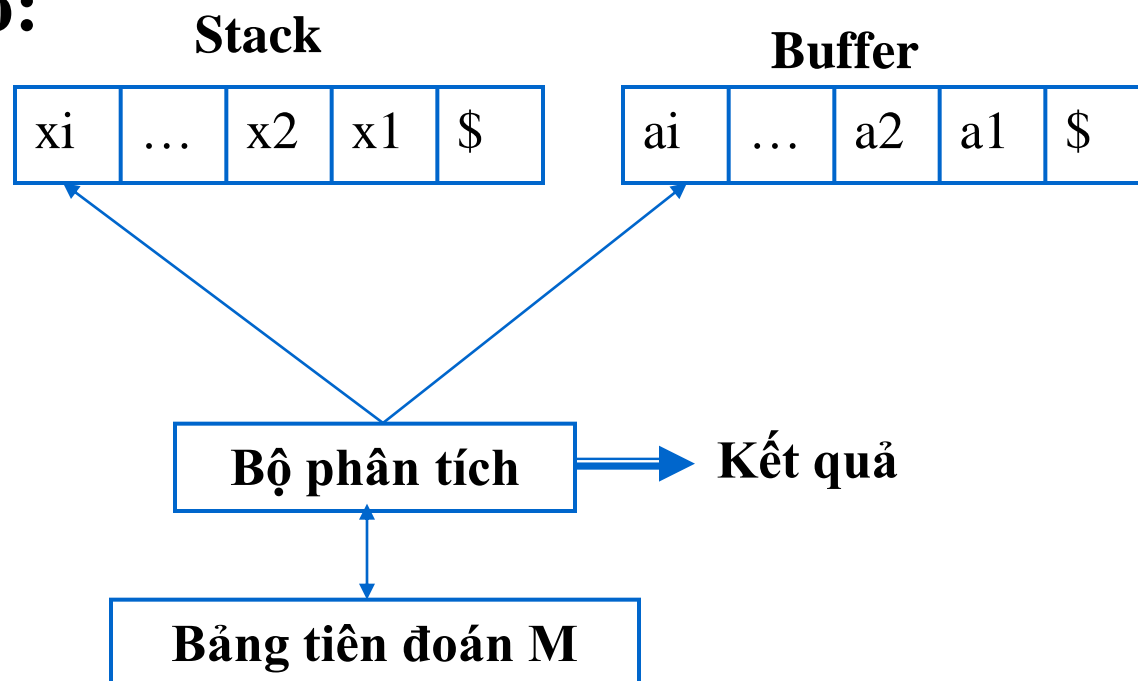 Stack
Buffer
xi … x2 x1 $
ai … a2 a1 $
Bộ phân tích
Kết quả
Bảng tiên đoán M